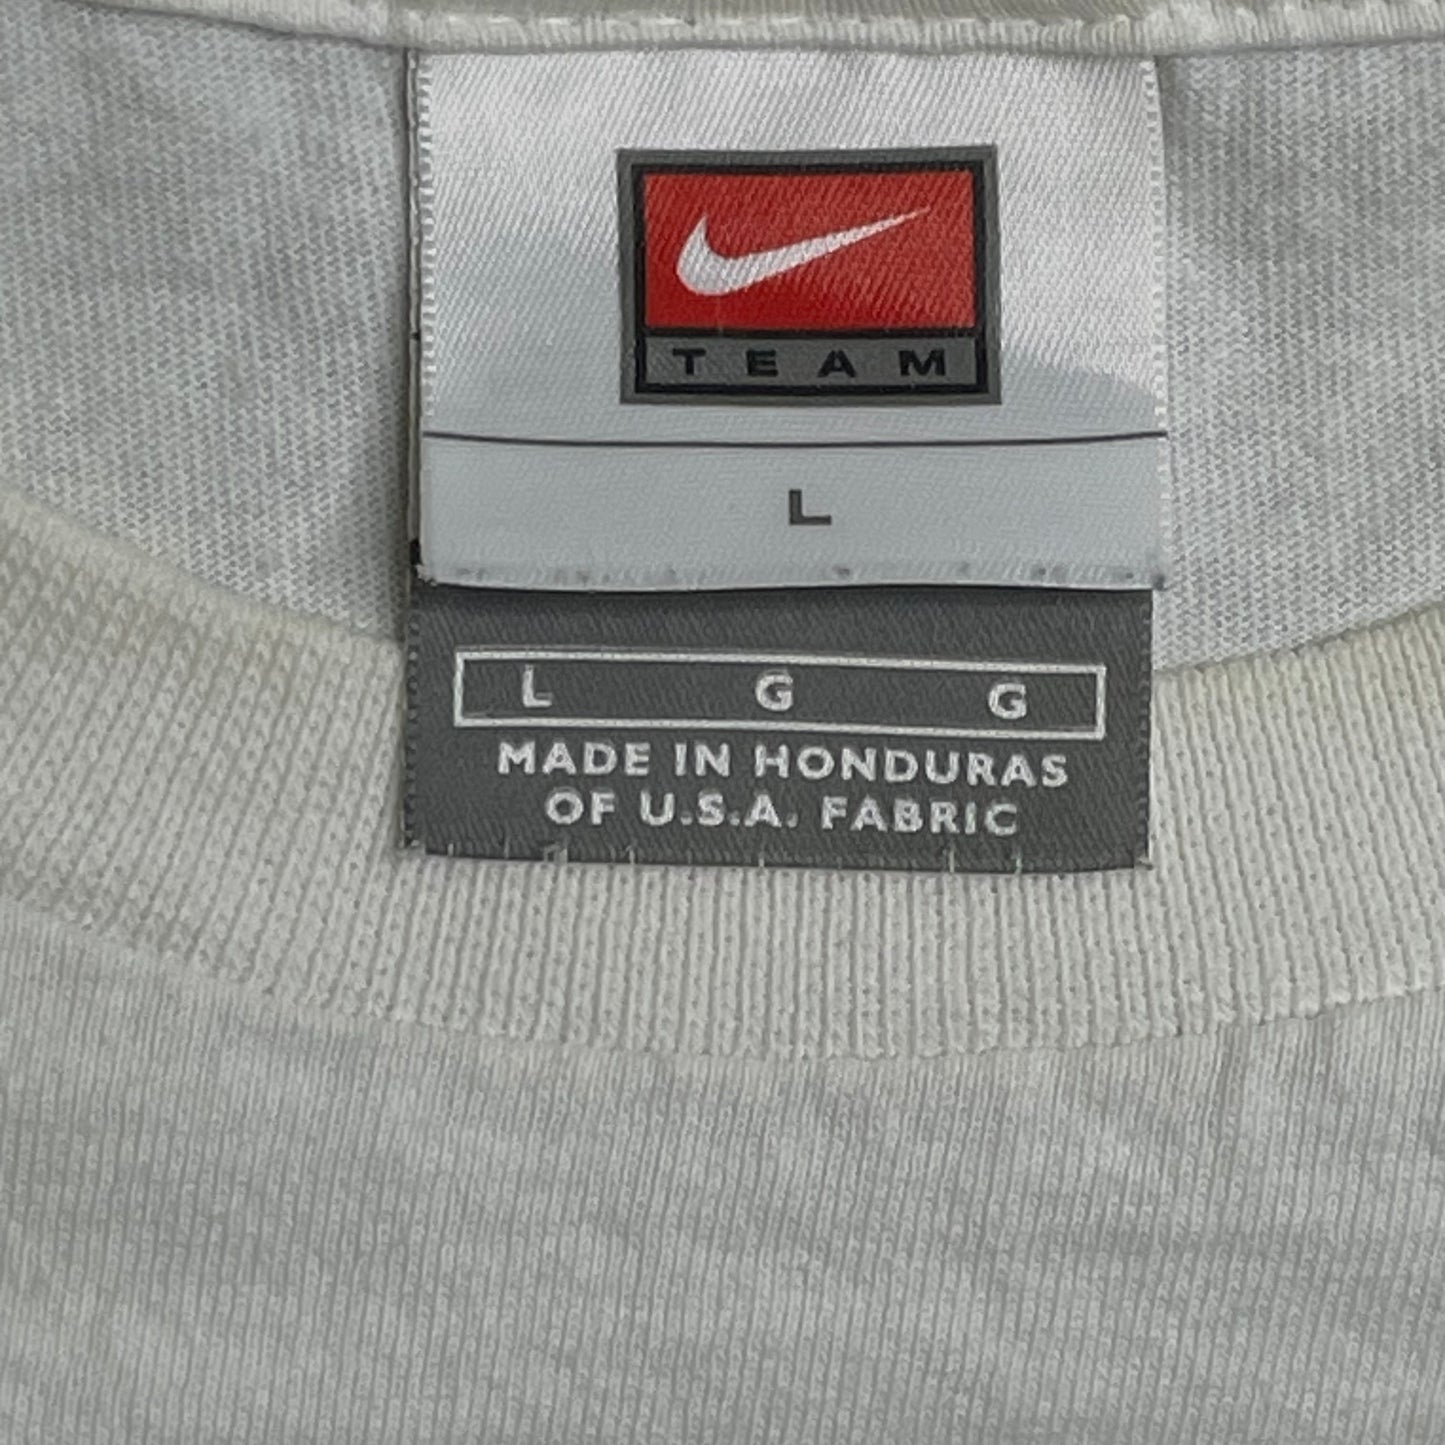 TEAM
L
L G G
MADE IN HONDURAS
OF U.S.A. FABRIC